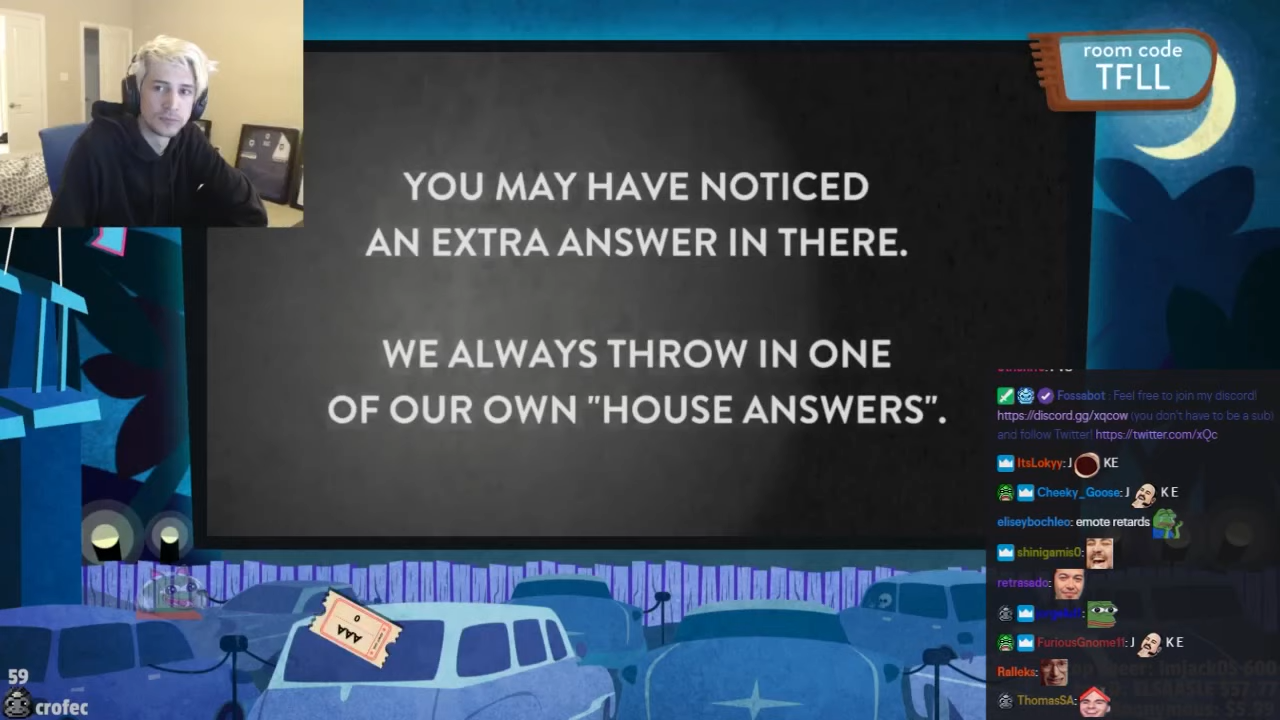 room code
TFLL
YOU MAY HAVE NOTICED
AN EXTRA ANSWER IN THERE.
WE ALWAYS THROW IN ONE
OF OUR OWN "HOUSE ANSWERS".
Fossabot: Feel free to join my discord!
https://discord.gg/xqcow (you don't have to be a sub)
and follow Twitter! https://twitter.com/xQc
ItsLokyy: J KE
Cheeky_Goose: J K E
eliseybochleo: emote retards
shinigamis0:
retrasado:
FuriousGnome11: J K E
Ralleks:
ThomasSA:
0
AAA
59
crofec